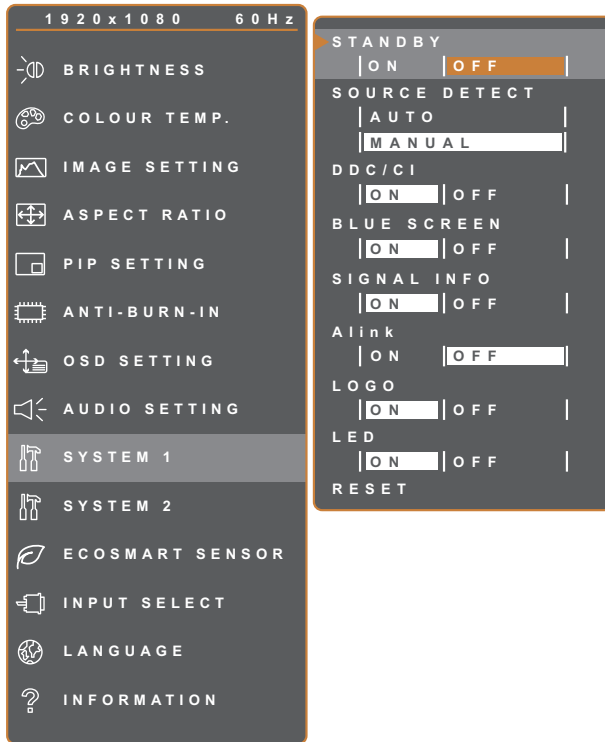 1920x1080 60Hz
BRIGHTNESS
COLOUR TEMP.
IMAGE SETTING
ASPECT RATIO
PIP SETTING
ANTI-BURN-IN
OSD SETTING
AUDIO SETTING
SYSTEM 1
SYSTEM 2
ECOSMART SENSOR
INPUT SELECT
LANGUAGE
INFORMATION
STANDBY
ON OFF
SOURCE DETECT
AUTO
MANUAL
DDC/CI
ON OFF
BLUE SCREEN
ON OFF
SIGNAL INFO
ON OFF
Alink
ON OFF
LOGO
ON OFF
LED
ON OFF
RESET